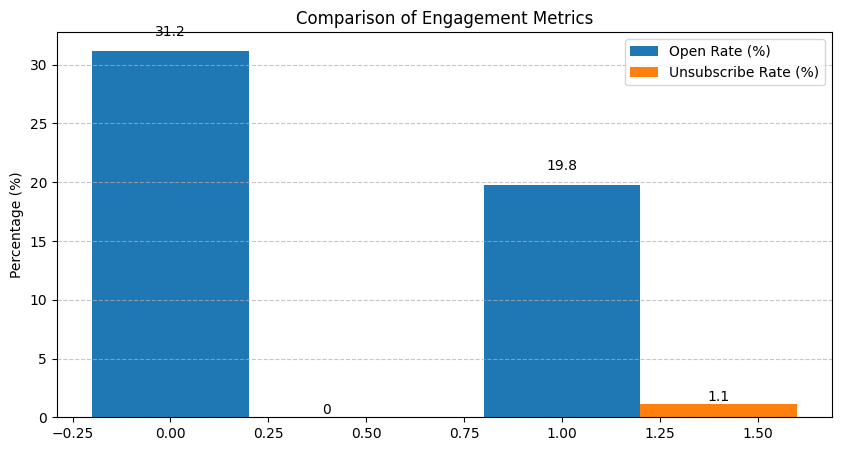 Comparison of Engagement Metrics
31.2
Open Rate (%)
Unsubscribe Rate (%)
30
25
20
15
10
5
0
Percentage (%)
19.8
0
1.1
−0.25 0.00 0.25 0.50 0.75 1.00 1.25 1.50